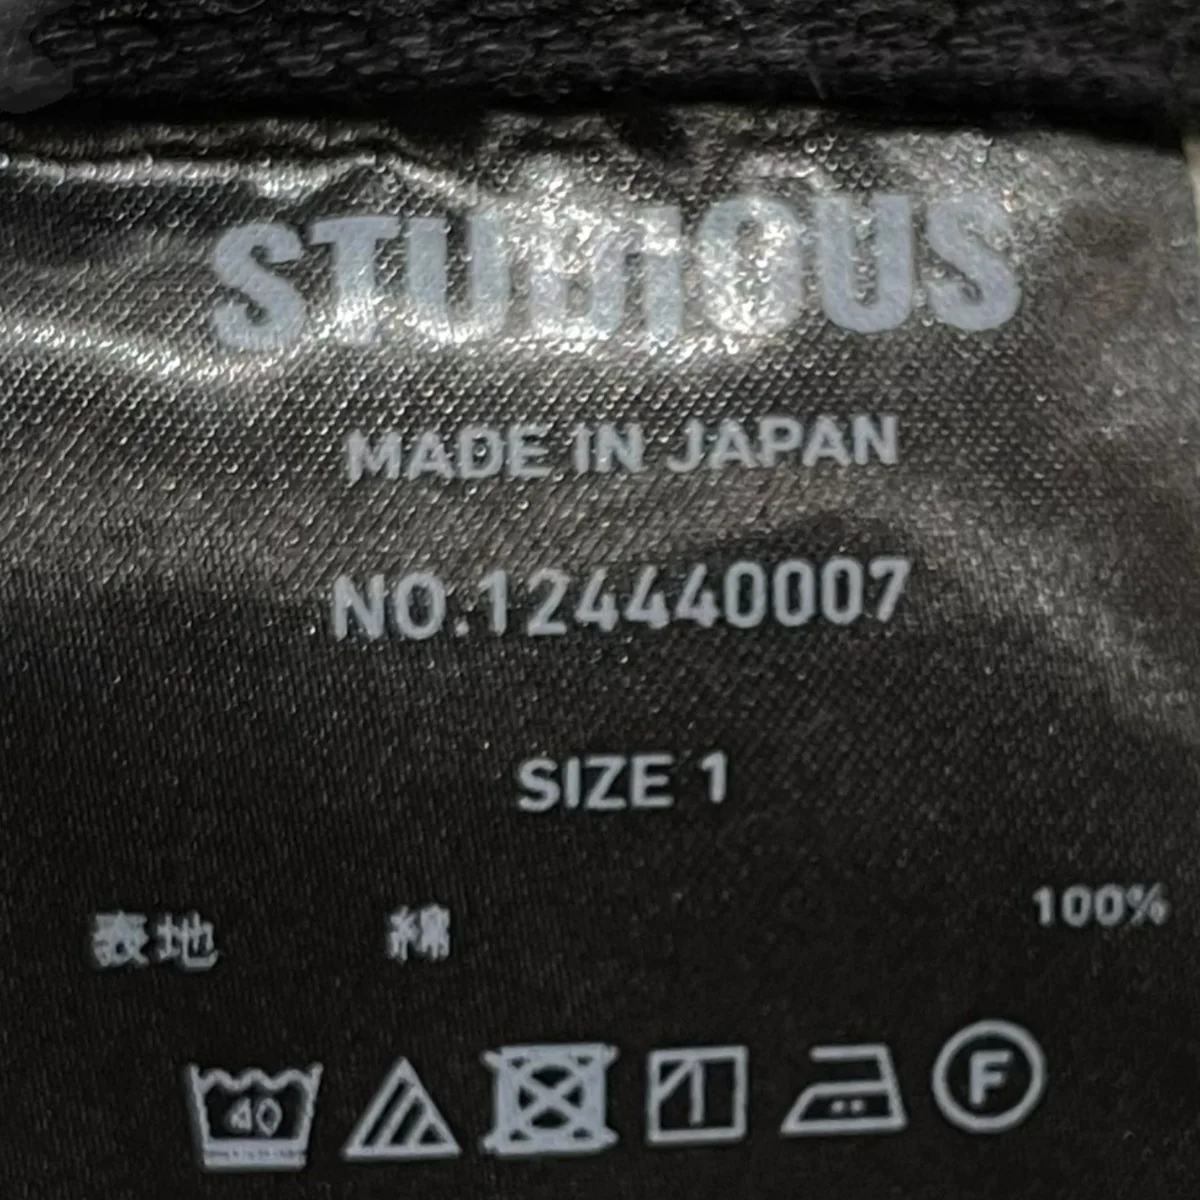 STUDIOUS
MADE IN JAPAN
NO.124440007
SIZE 1
表地 綿 100%
40 F